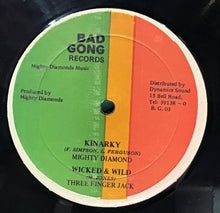 BAD
GONG
RECORDS
Mighty Diamonds Music
Produced by
Mighty Diamonds
Distributed by
Dynamics Sound
15 Bell Road,
Tel: 39138-0
B. G. 03
KINARKY
(F. SIMPSON, L. FERGUSON)
MIGHTY DIAMOND
WICKED & WILD
THREE FINGER JACK